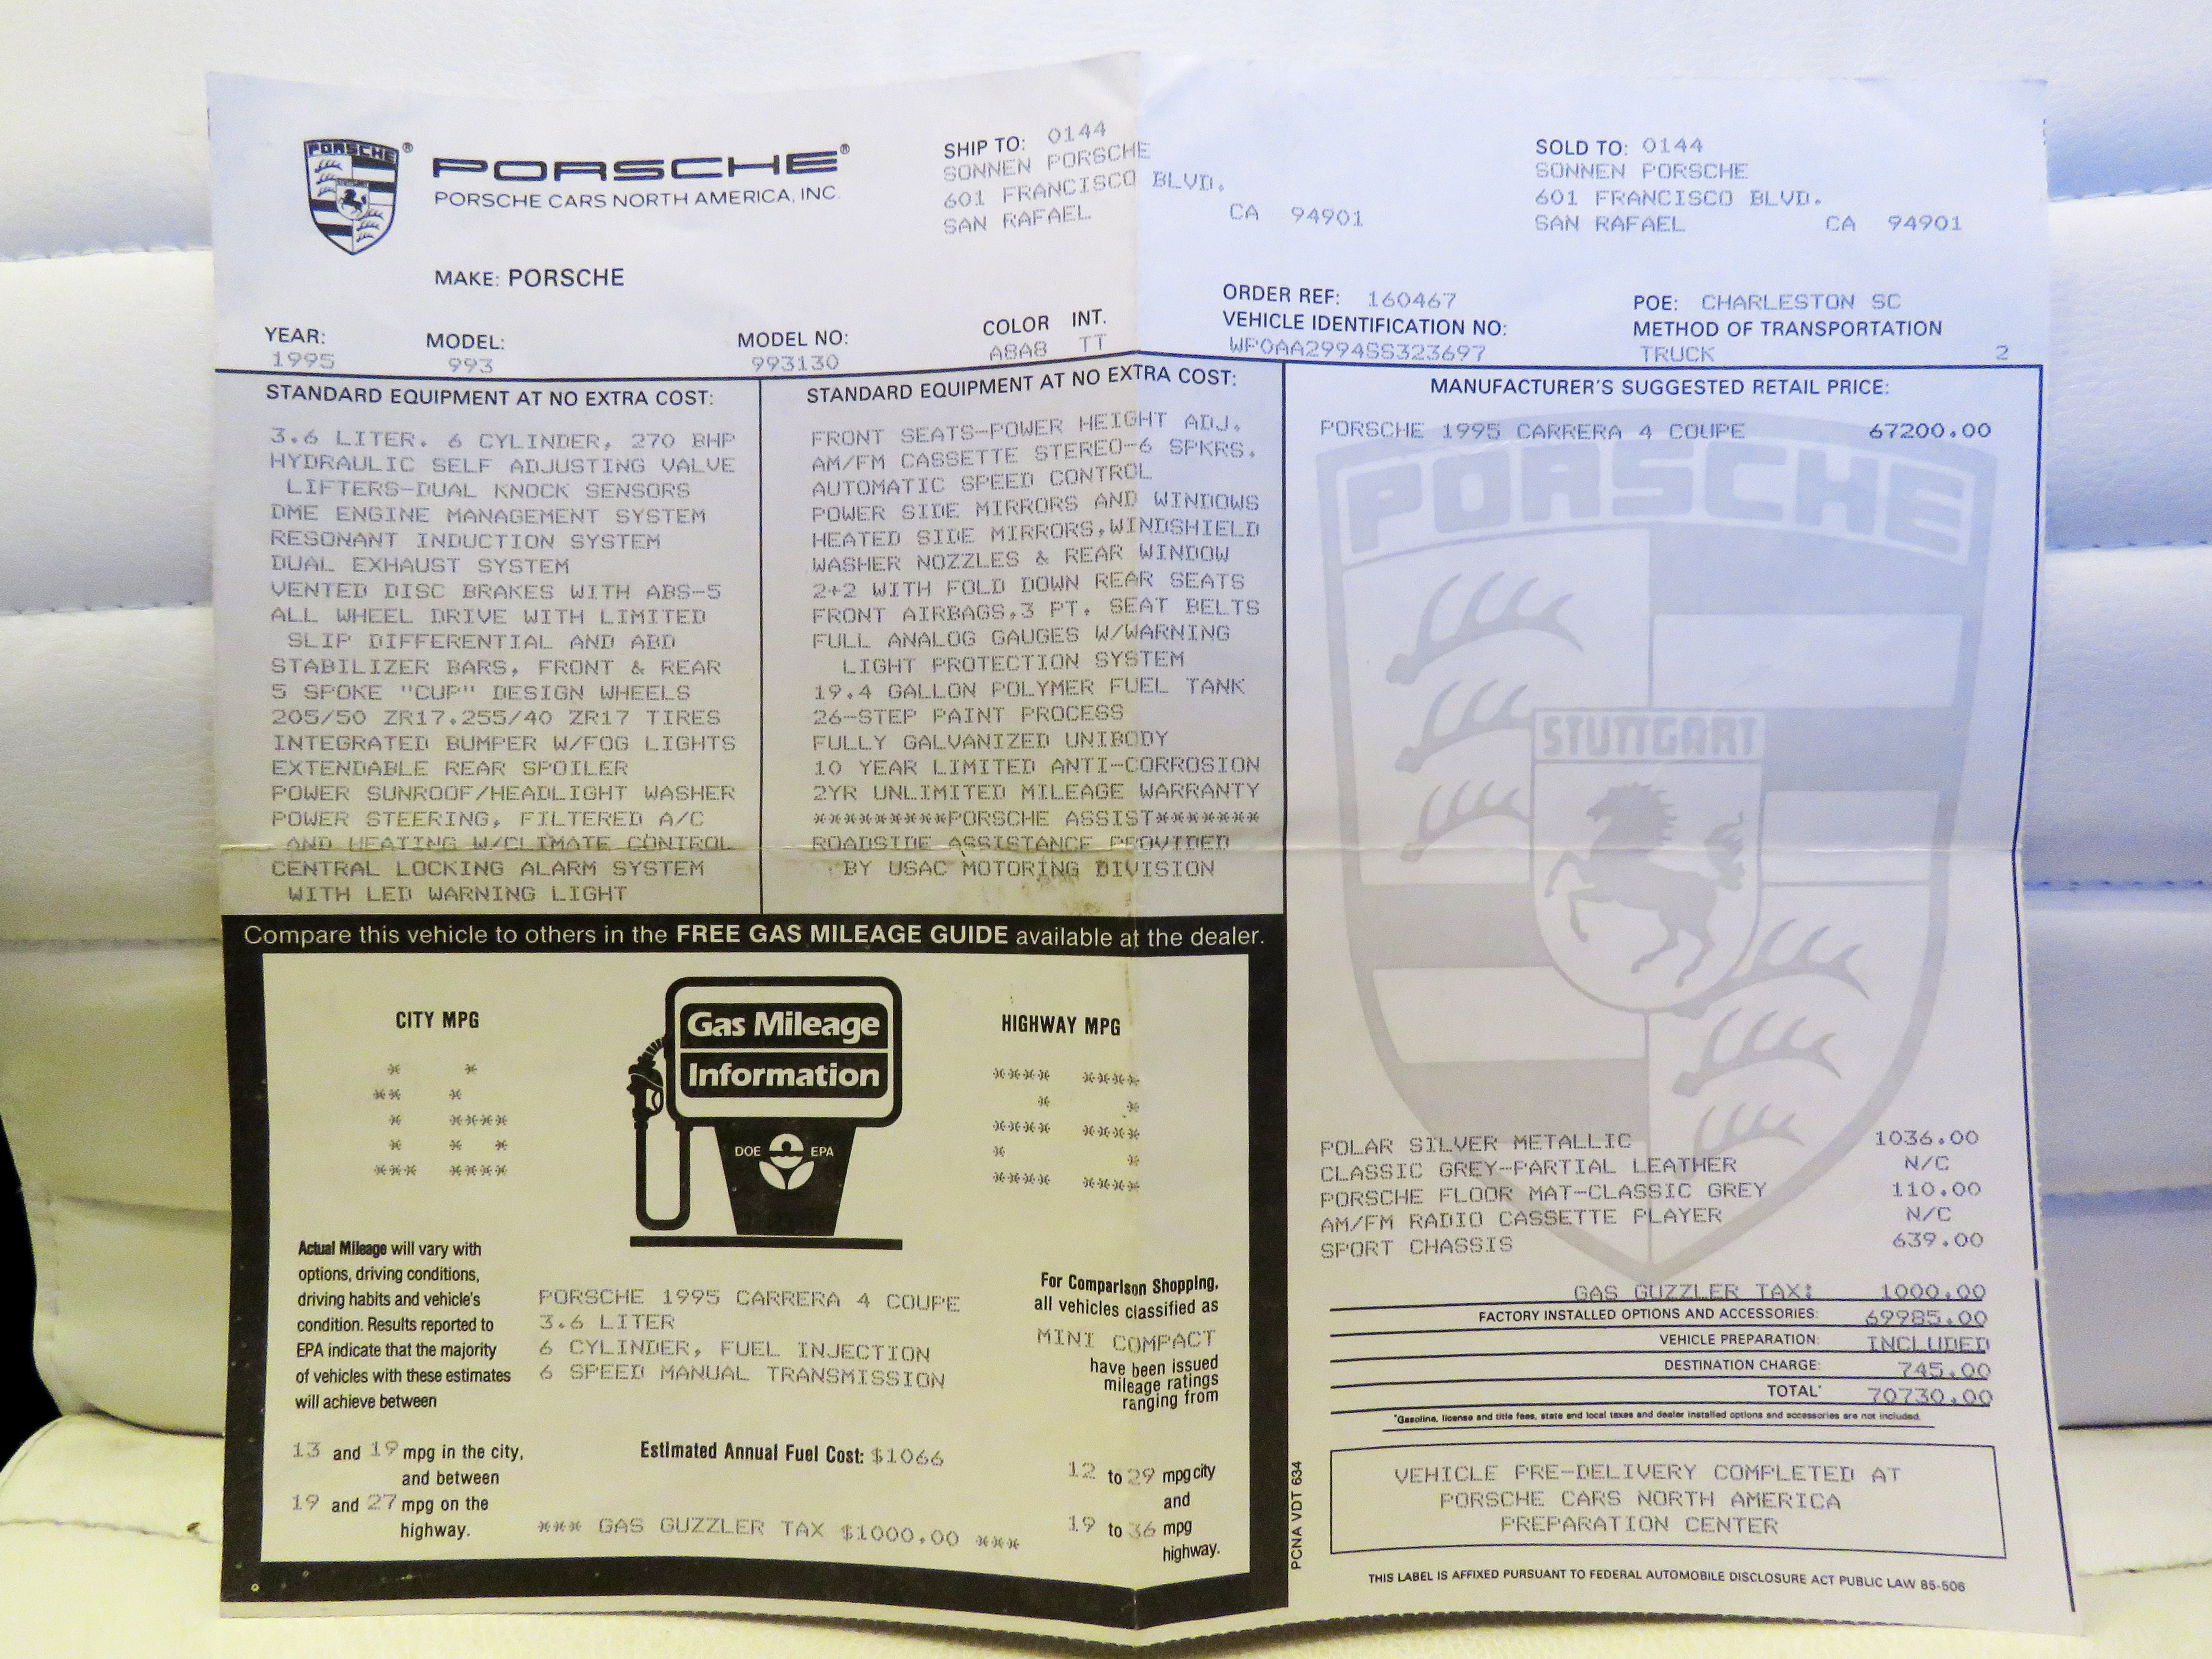 PORSCHE ® PORSCHE ®
PORSCHE CARS NORTH AMERICA, INC.
MAKE: PORSCHE
SHIP TO: 0144
SONNEN PORSCHE
601 FRANCISCO BLVD.
SAN RAFAEL CA 94901
SOLD TO: 0144
SONNEN PORSCHE
601 FRANCISCO BLVD.
SAN RAFAEL CA 94901
ORDER REF: 160467
POE: CHARLESTON SC
YEAR: MODEL: MODEL NO: COLOR INT. VEHICLE IDENTIFICATION NO: METHOD OF TRANSPORTATION
1995 993 993130 A8A8 TT WP0AA2994SS323697 TRUCK 2
STANDARD EQUIPMENT AT NO EXTRA COST:
3.6 LITER. 6 CYLINDER, 270 BHP
HYDRAULIC SELF ADJUSTING VALVE
LIFTERS-DUAL KNOCK SENSORS
DME ENGINE MANAGEMENT SYSTEM
RESONANT INDUCTION SYSTEM
DUAL EXHAUST SYSTEM
VENTED DISC BRAKES WITH ABS-5
ALL WHEEL DRIVE WITH LIMITED
SLIP DIFFERENTIAL AND ABD
STABILIZER BARS, FRONT & REAR
5 SPOKE "CUP" DESIGN WHEELS
205/50 ZR17.255/40 ZR17 TIRES
INTEGRATED BUMPER W/FOG LIGHTS
EXTENDABLE REAR SPOILER
POWER SUNROOF/HEADLIGHT WASHER
POWER STEERING, FILTERED A/C
AND HEATING W/CLIMATE CONTROL
CENTRAL LOCKING ALARM SYSTEM
WITH LED WARNING LIGHT
STANDARD EQUIPMENT AT NO EXTRA COST:
FRONT SEATS-POWER HEIGHT ADJ.
AM/FM CASSETTE STEREO-6 SPKRS.
AUTOMATIC SPEED CONTROL
POWER SIDE MIRRORS AND WINDOWS
HEATED SIDE MIRRORS,WINDSHIELD
WASHER NOZZLES & REAR WINDOW
2+2 WITH FOLD DOWN REAR SEATS
FRONT AIRBAGS,3 PT. SEAT BELTS
FULL ANALOG GAUGES W/WARNING
LIGHT PROTECTION SYSTEM
19.4 GALLON POLYMER FUEL TANK
26-STEP PAINT PROCESS
FULLY GALVANIZED UNIBODY
10 YEAR LIMITED ANTI-CORROSION
2YR UNLIMITED MILEAGE WARRANTY
*********PORSCHE ASSIST*******
ROADSIDE ASSISTANCE PROVIDED
BY USAC MOTORING DIVISION
MANUFACTURER'S SUGGESTED RETAIL PRICE:
PORSCHE 1995 CARRERA 4 COUPE 67200.00
PORSCHE
STUTTGART
POLAR SILVER METALLIC 1036.00
CLASSIC GREY-PARTIAL LEATHER N/C
PORSCHE FLOOR MAT-CLASSIC GREY 110.00
AM/FM RADIO CASSETTE PLAYER N/C
SPORT CHASSIS 639.00
GAS GUZZLER TAX: 1000.00
FACTORY INSTALLED OPTIONS AND ACCESSORIES: 69985.00
VEHICLE PREPARATION: INCLUDED
DESTINATION CHARGE: 745.00
TOTAL* 70730.00
*Gasoline, license and title fees, state and local taxes and dealer installed options and accessories are not included.
VEHICLE PRE-DELIVERY COMPLETED AT
PORSCHE CARS NORTH AMERICA
PREPARATION CENTER
THIS LABEL IS AFFIXED PURSUANT TO FEDERAL AUTOMOBILE DISCLOSURE ACT PUBLIC LAW 85-506
PCNA VDT 634
Compare this vehicle to others in the FREE GAS MILEAGE GUIDE available at the dealer.
CITY MPG
16
Gas Mileage
Information
DOE EPA
HIGHWAY MPG
23
Actual Mileage will vary with
options, driving conditions,
driving habits and vehicle's
condition. Results reported to
EPA indicate that the majority
of vehicles with these estimates
will achieve between
13 and 19 mpg in the city,
and between
19 and 27 mpg on the
highway.
PORSCHE 1995 CARRERA 4 COUPE
3.6 LITER
6 CYLINDER, FUEL INJECTION
6 SPEED MANUAL TRANSMISSION
Estimated Annual Fuel Cost: $1066
*** GAS GUZZLER TAX $1000.00 ***
For Comparison Shopping,
all vehicles classified as
MINI COMPACT
have been issued
mileage ratings
ranging from
12 to 29 mpg city
and
19 to 36 mpg
highway.